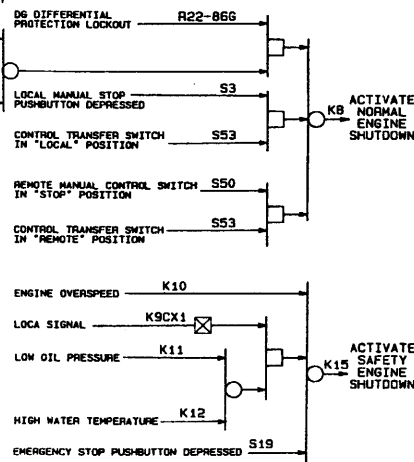 DG DIFFERENTIAL
PROTECTION LOCKOUT
R22-86G
LOCAL MANUAL STOP
PUSHBUTTON DEPRESSED
S3
CONTROL TRANSFER SWITCH
IN "LOCAL" POSITION
S53
K8
ACTIVATE
NORMAL
ENGINE
SHUTDOWN
REMOTE MANUAL CONTROL SWITCH
IN "STOP" POSITION
S50
CONTROL TRANSFER SWITCH
IN "REMOTE" POSITION
S53
ENGINE OVERSPEED
K10
LOCA SIGNAL
K9CX1
LOW OIL PRESSURE
K11
K15
ACTIVATE
SAFETY
ENGINE
SHUTDOWN
HIGH WATER TEMPERATURE
K12
EMERGENCY STOP PUSHBUTTON DEPRESSED
S19